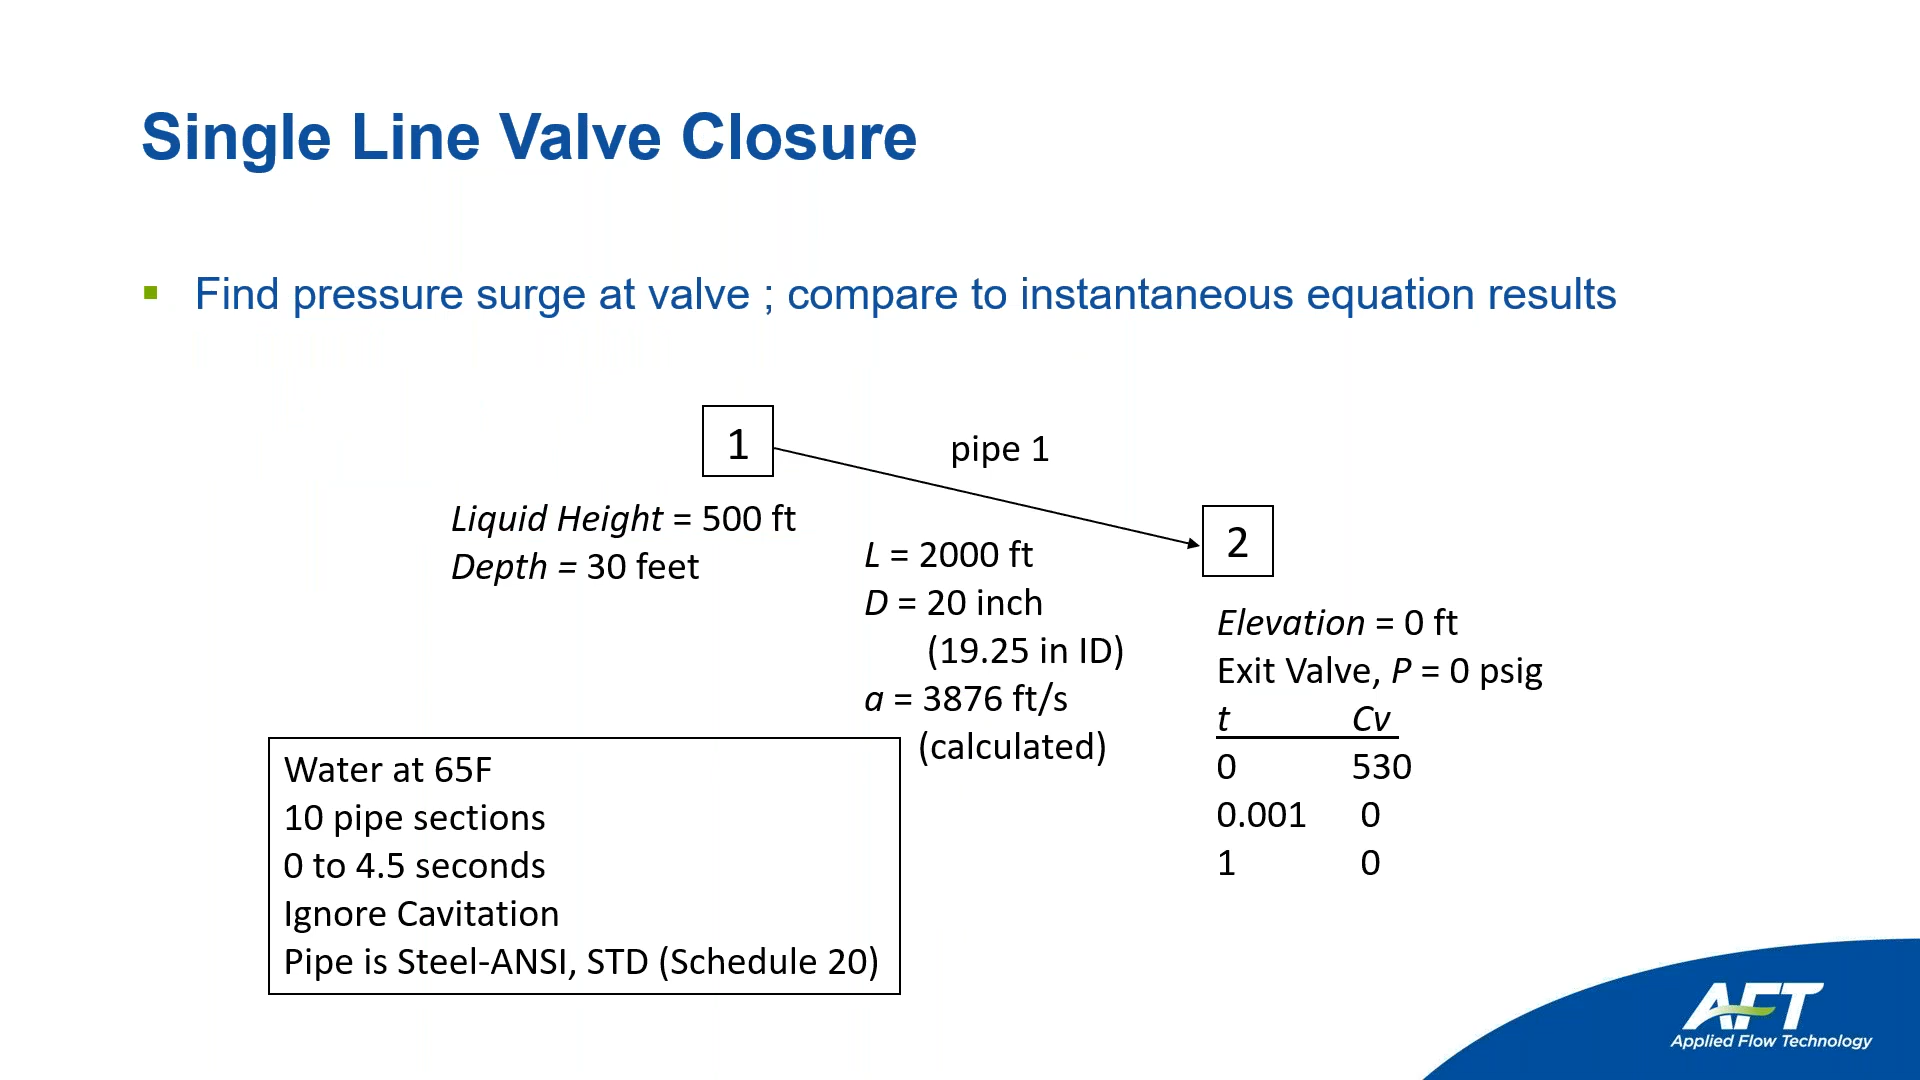 Single Line Valve Closure
Find pressure surge at valve ; compare to instantaneous equation results
1
pipe 1
2
Liquid Height = 500 ft
Depth = 30 feet
L = 2000 ft
D = 20 inch
(19.25 in ID)
a = 3876 ft/s
(calculated)
Elevation = 0 ft
Exit Valve, P = 0 psig
t Cv
0 530
0.001 0
1 0
Water at 65F
10 pipe sections
0 to 4.5 seconds
Ignore Cavitation
Pipe is Steel-ANSI, STD (Schedule 20)
AFT
Applied Flow Technology